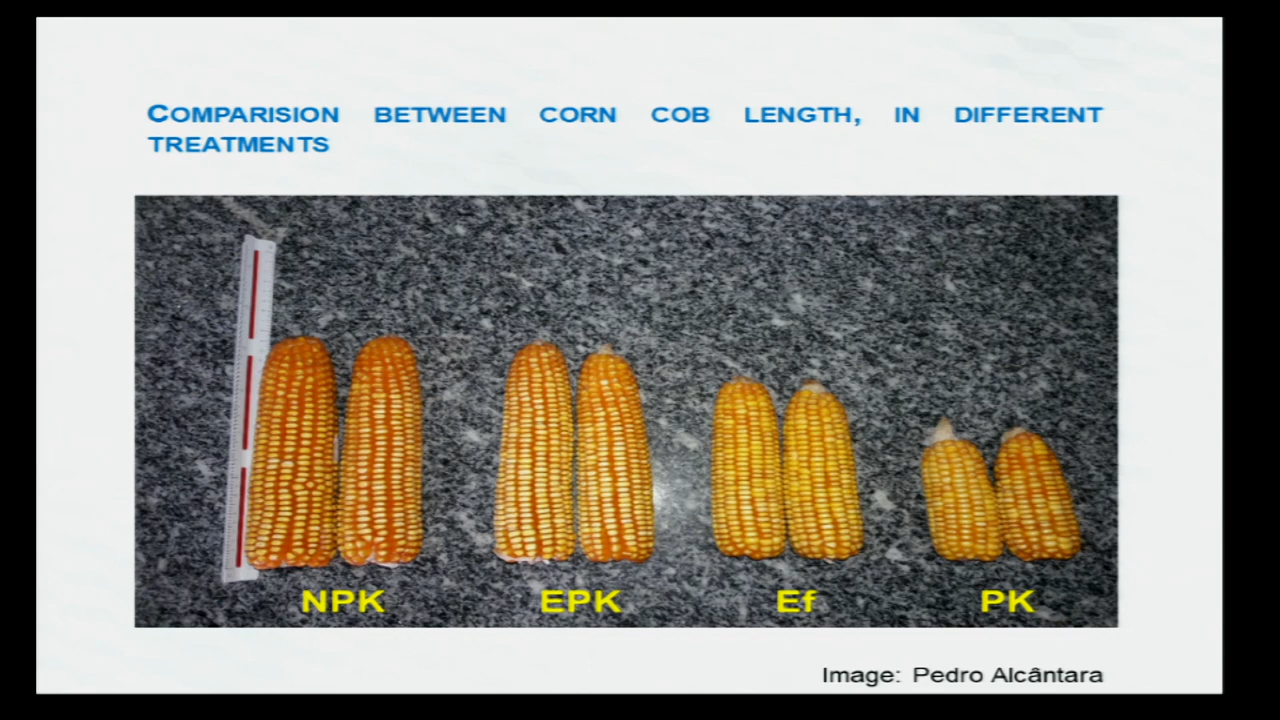 COMPARISION BETWEEN CORN COB LENGTH, IN DIFFERENT
TREATMENTS
NPK EPK Ef PK
Image: Pedro Alcântara